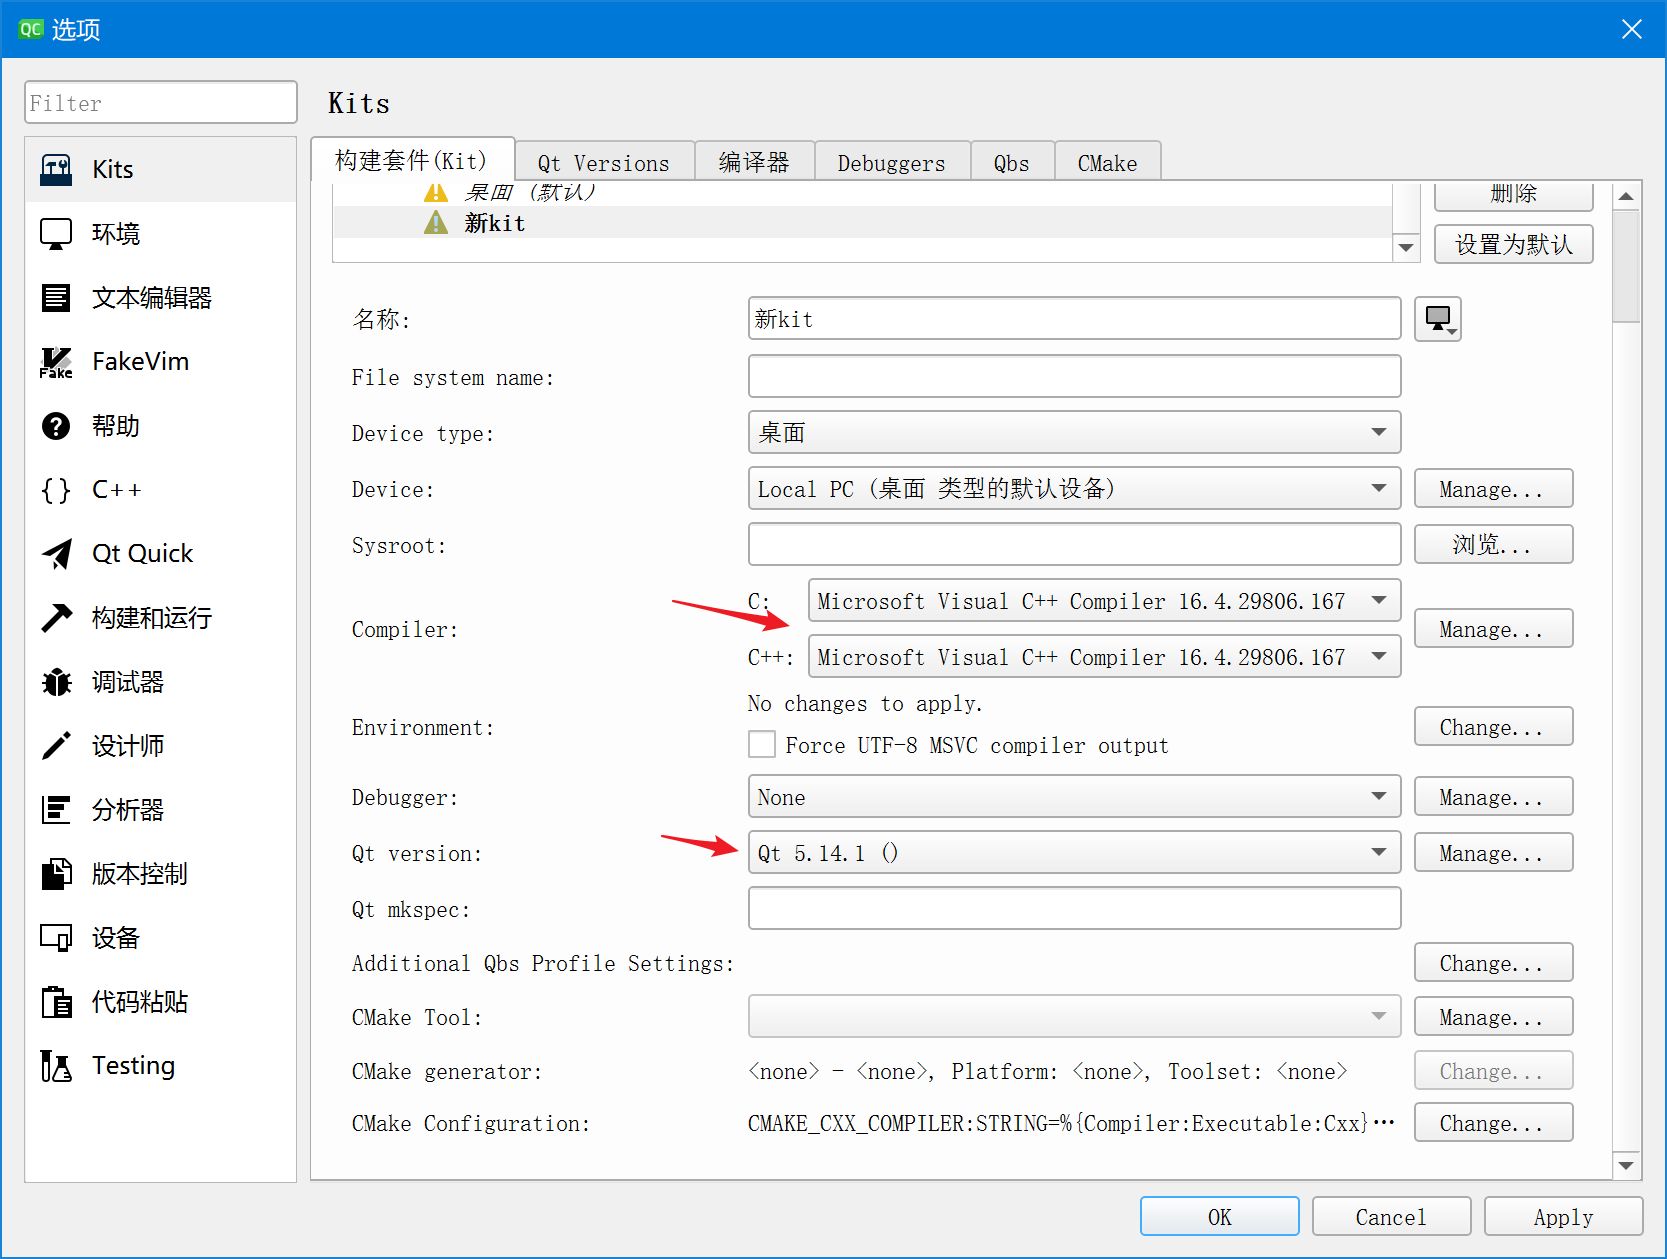 QC 选项
Filter
Kits
环境
文本编辑器
Fake FakeVim
帮助
C++
Qt Quick
构建和运行
调试器
设计师
分析器
版本控制
设备
代码粘贴
Testing
Kits
构建套件(Kit) Qt Versions 编译器 Debuggers Qbs CMake
桌面 (默认) 删除
新kit
设置为默认
名称: 新kit
File system name:
Device type: 桌面
Device: Local PC (桌面 类型的默认设备) Manage...
Sysroot: 浏览...
Compiler: C: Microsoft Visual C++ Compiler 16.4.29806.167 Manage...
C++: Microsoft Visual C++ Compiler 16.4.29806.167
Environment: No changes to apply. Change...
Force UTF-8 MSVC compiler output
Debugger: None Manage...
Qt version: Qt 5.14.1 () Manage...
Qt mkspec:
Additional Qbs Profile Settings: Change...
CMake Tool: Manage...
CMake generator: <none> - <none>, Platform: <none>, Toolset: <none> Change...
CMake Configuration: CMAKE_CXX_COMPILER:STRING=%{Compiler:Executable:Cxx}… Change...
OK Cancel Apply